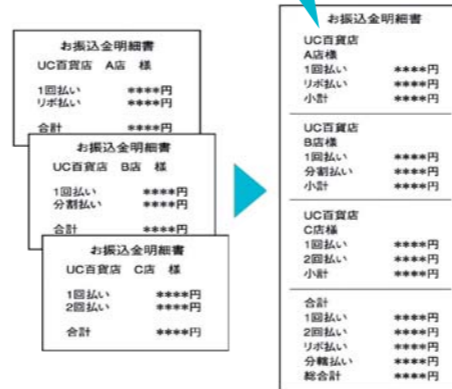 お振込金明細書
UC百貨店 A店 様
1回払い ****円
リボ払い ****円
合計 ****円
お振込金明細書
UC百貨店 B店 様
1回払い ****円
分割払い ****円
合計 ****円
お振込金明細書
UC百貨店 C店 様
1回払い ****円
2回払い ****円
合計 ****円
お振込金明細書
UC百貨店
A店様
1回払い ****円
リボ払い ****円
小計 ****円
UC百貨店
B店様
1回払い ****円
分割払い ****円
小計 ****円
UC百貨店
C店様
1回払い ****円
2回払い ****円
小計 ****円
合計
1回払い ****円
2回払い ****円
リボ払い ****円
分轄払い ****円
総合計 ****円